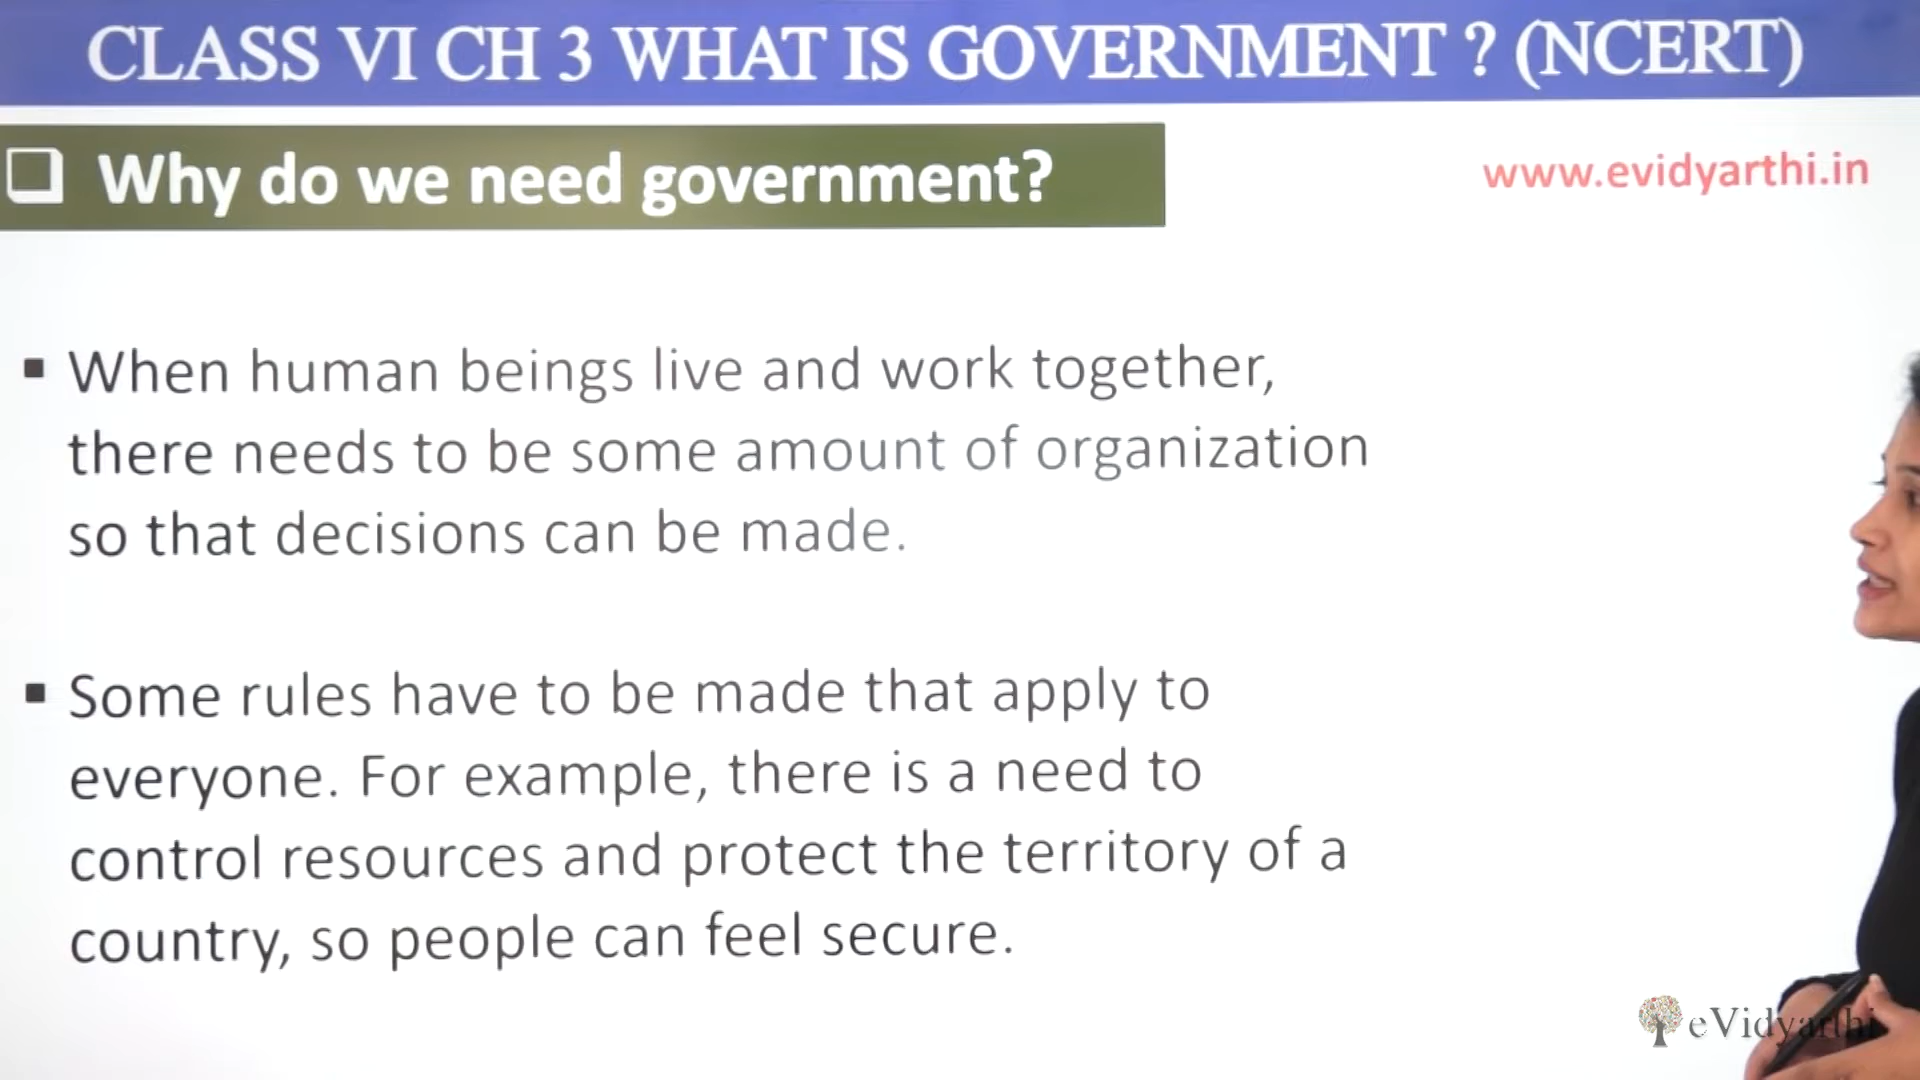 CLASS VI CH 3 WHAT IS GOVERNMENT ? (NCERT)
Why do we need government?
www.evidyarthi.in
When human beings live and work together,
there needs to be some amount of organization
so that decisions can be made.
Some rules have to be made that apply to
everyone. For example, there is a need to
control resources and protect the territory of a
country, so people can feel secure.
eVidyarthi